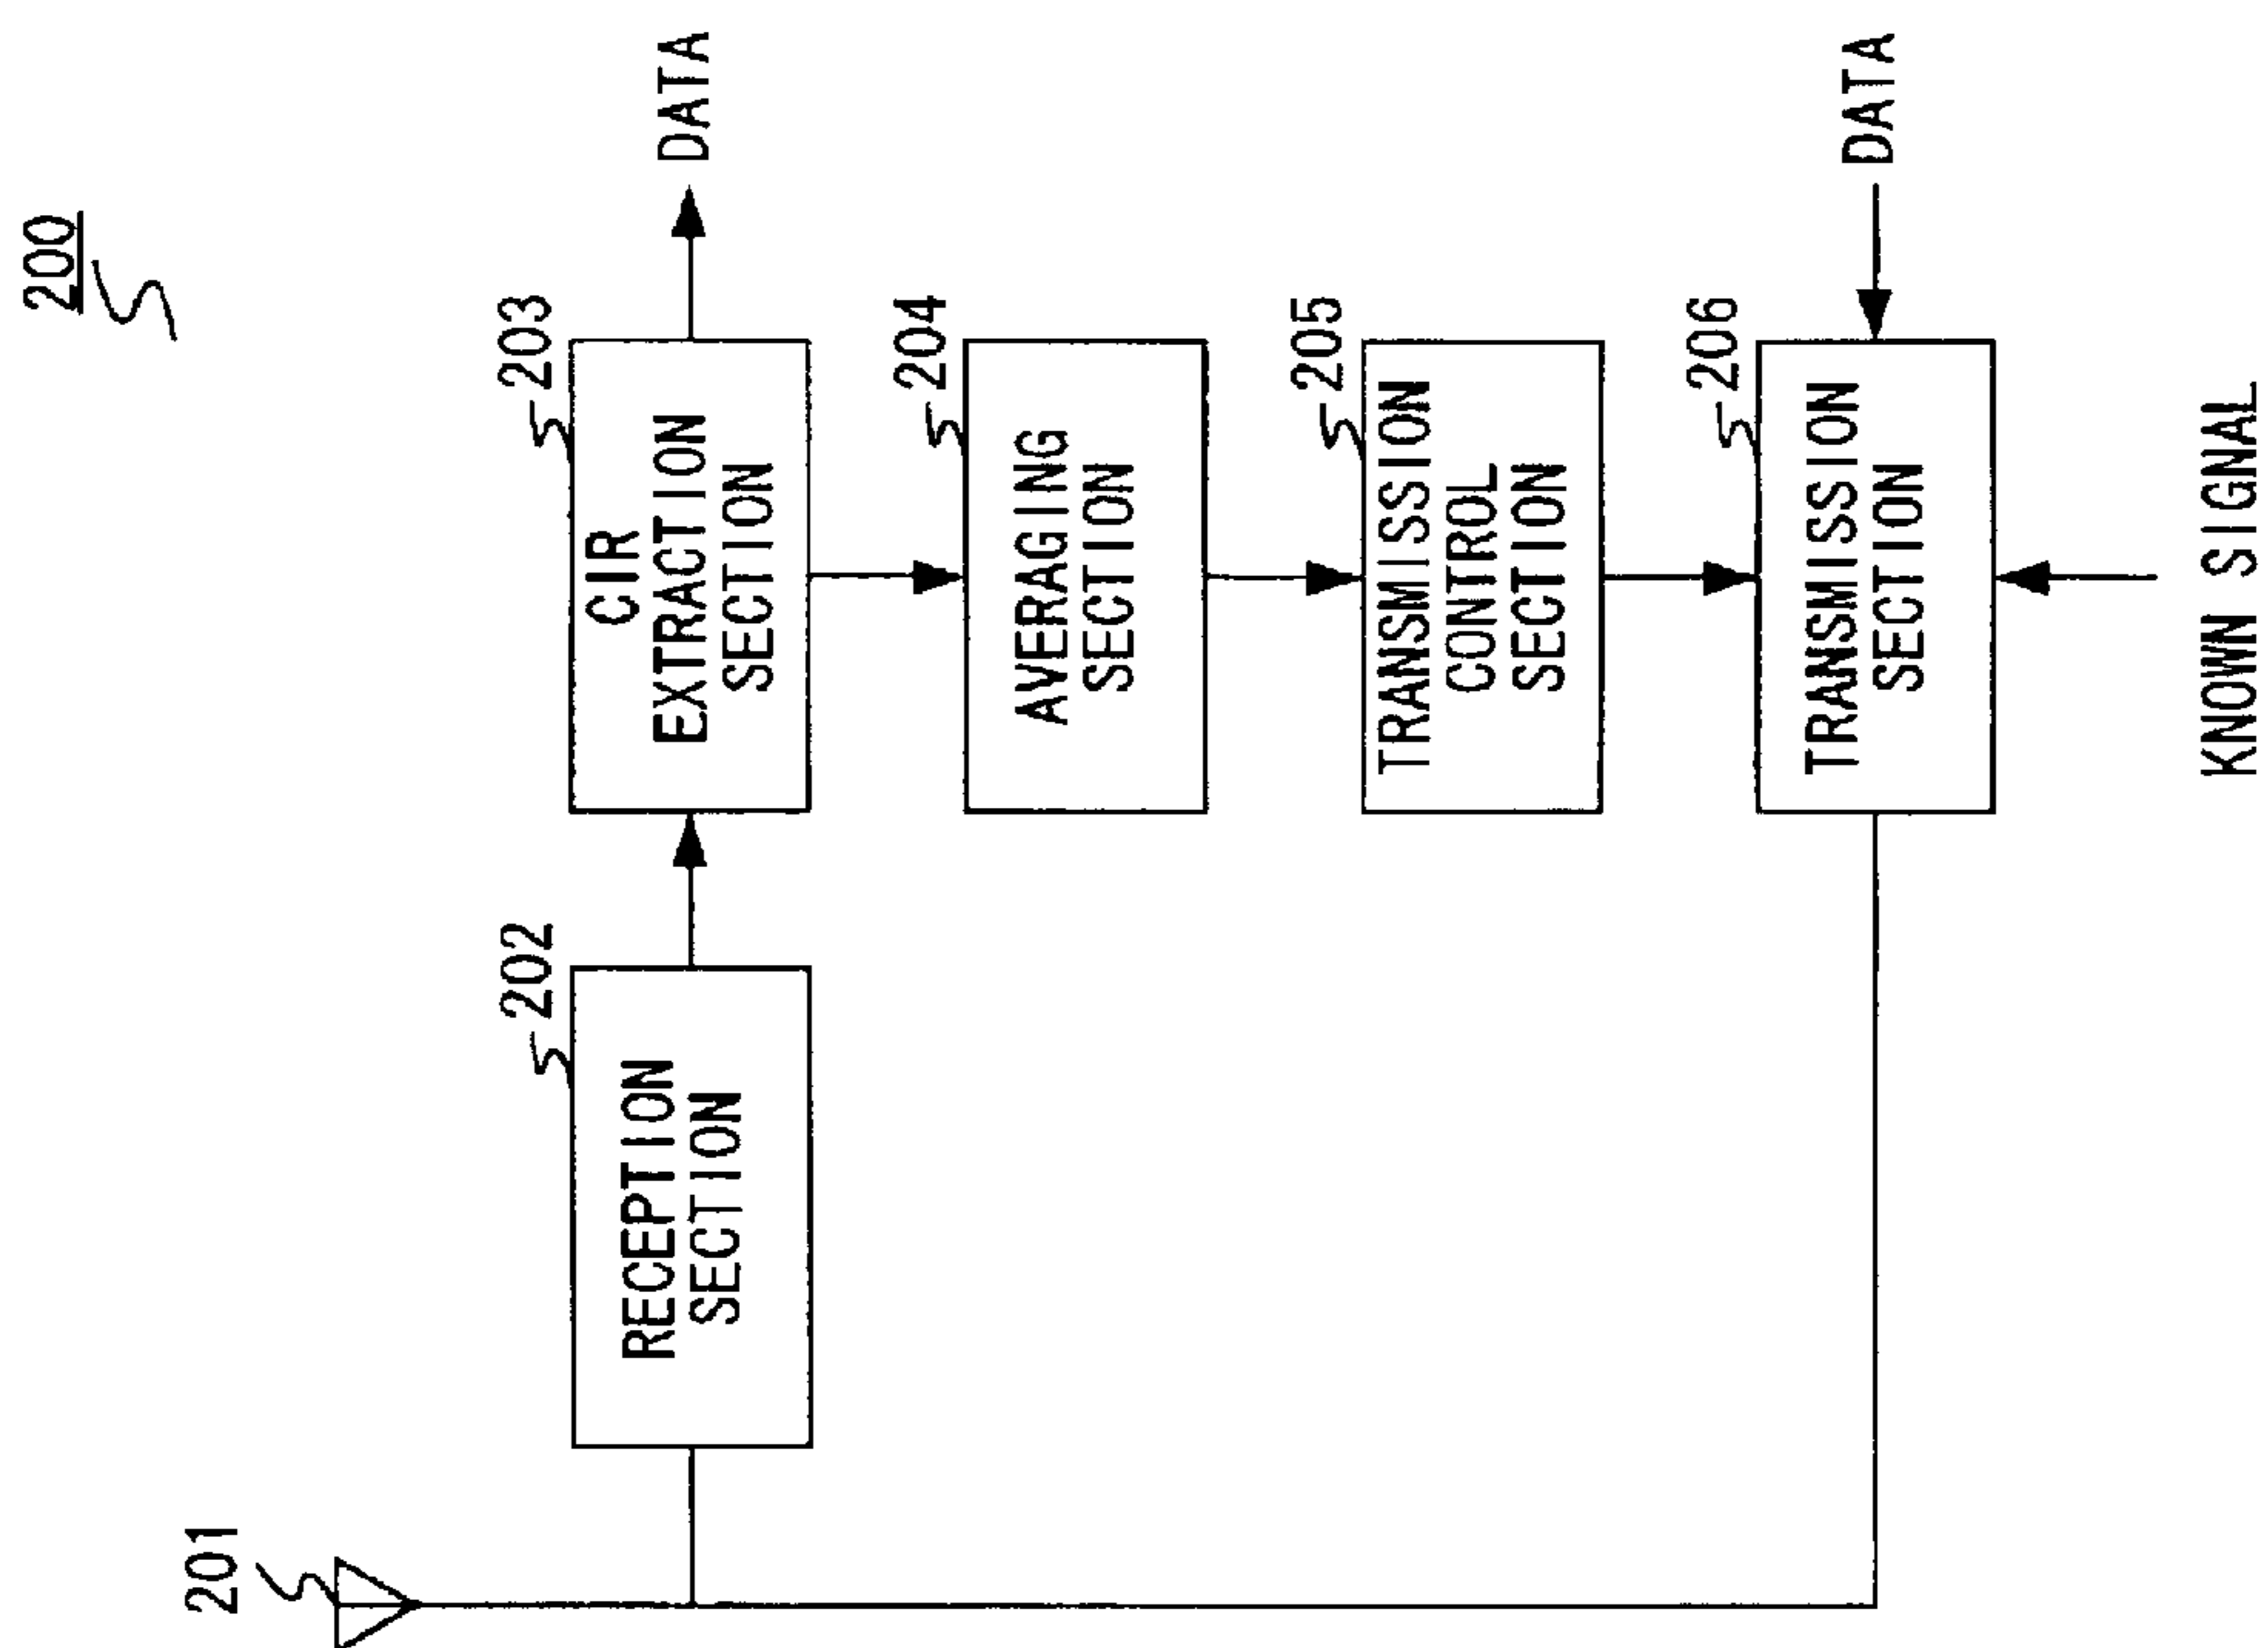 200
201
202
RECEPTION
SECTION
203
CIR
EXTRACTION
SECTION
DATA
204
AVERAGING
SECTION
205
TRANSMISSION
CONTROL
SECTION
206
TRANSMISSION
SECTION
DATA
KNOWN SIGNAL